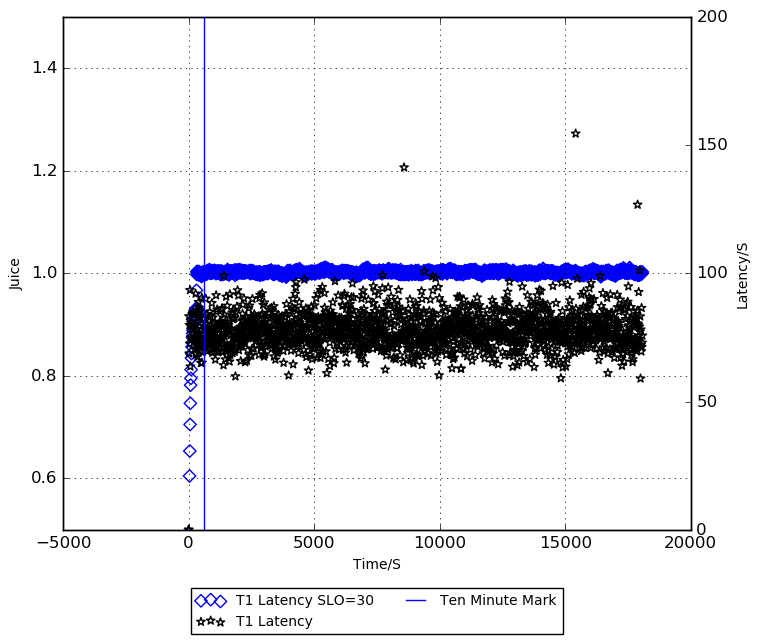 200
1.4
150
1.2
Juice
1.0
100
Latency/S
0.8
50
0.6
0
−5000 0 5000 10000 15000 20000
Time/S
T1 Latency SLO=30 Ten Minute Mark
T1 Latency